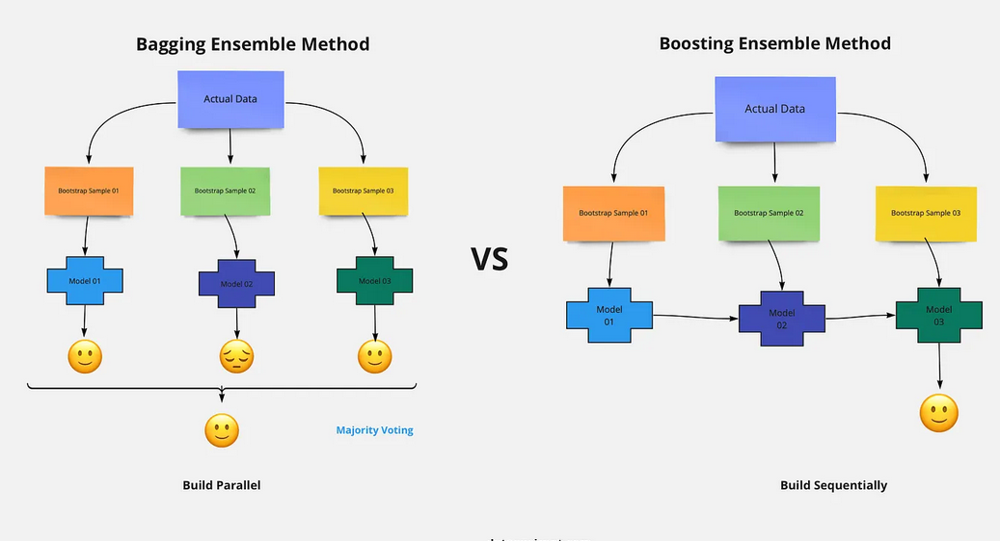 Bagging Ensemble Method
Actual Data
Bootstrap Sample 01
Bootstrap Sample 02
Bootstrap Sample 03
Model 01
Model 02
Model 03
Majority Voting
Build Parallel
VS
Boosting Ensemble Method
Actual Data
Bootstrap Sample 01
Bootstrap Sample 02
Bootstrap Sample 03
Model
01
Model
02
Model
03
Build Sequentially